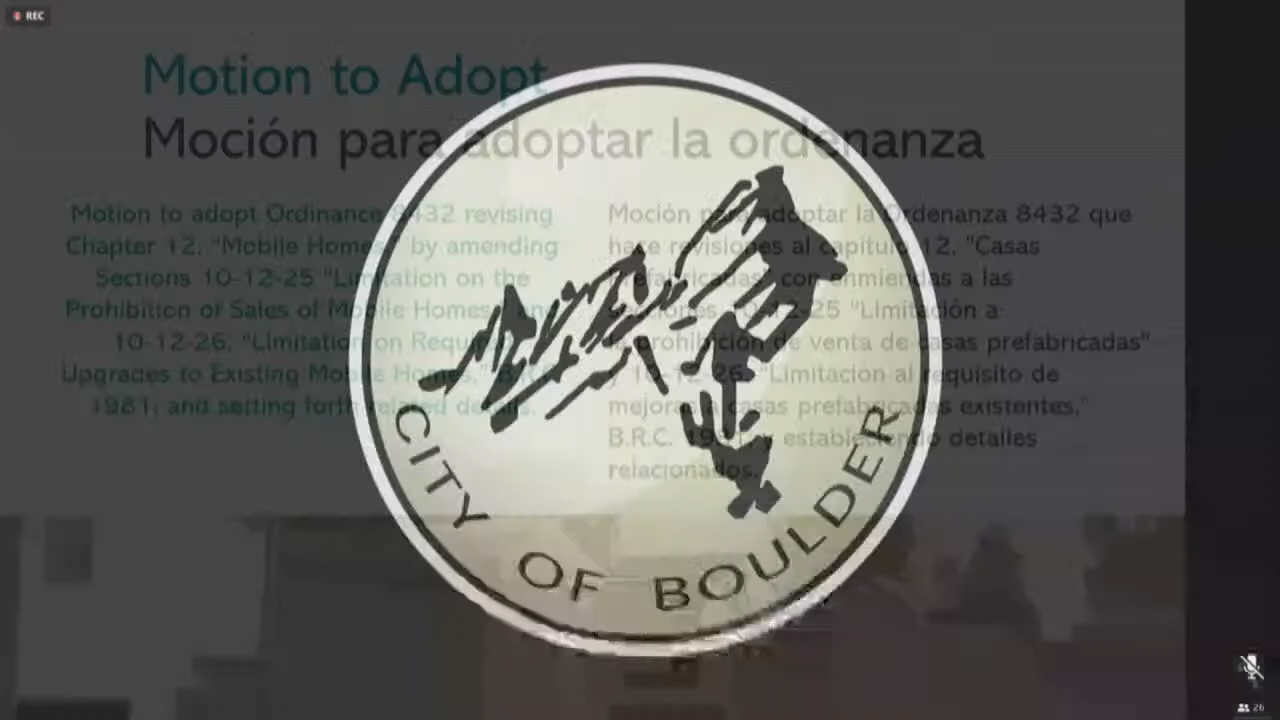 REC
Motion to Adopt
Moción para adoptar la ordenanza
Motion to adopt Ordinance 8432 revising
Chapter 12, "Mobile Homes," by amending
Sections 10-12-25 "Limitation on the
Prohibition of Sales of Mobile Homes," and
10-12-26, "Limitation on Required
Upgrades to Existing Mobile Homes," B.R.C.
1981; and setting forth related details.
Moción para adoptar la Ordenanza 8432 que
hace revisiones al capítulo 12, "Casas
prefabricadas" con enmiendas a las
secciones 10-12-25 "Limitación a
la prohibición de venta de casas prefabricadas"
y 10-12-26, "Limitación al requisito de
mejoras a casas prefabricadas existentes,"
B.R.C. 1981; y estableciendo detalles
relacionados.
CITY OF BOULDER
26